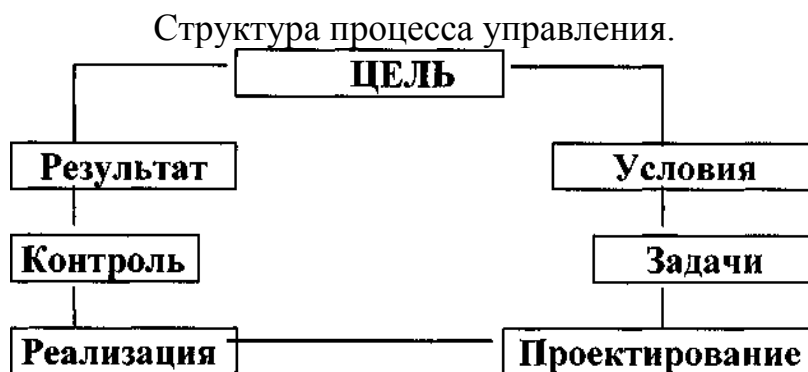 Структура процесса управления.
ЦЕЛЬ
Результат
Условия
Контроль
Задачи
Реализация
Проектирование